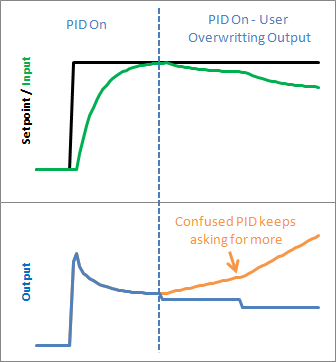 PID On
PID On - User
Overwritting Output
Setpoint / Input
Confused PID keeps
asking for more
Output